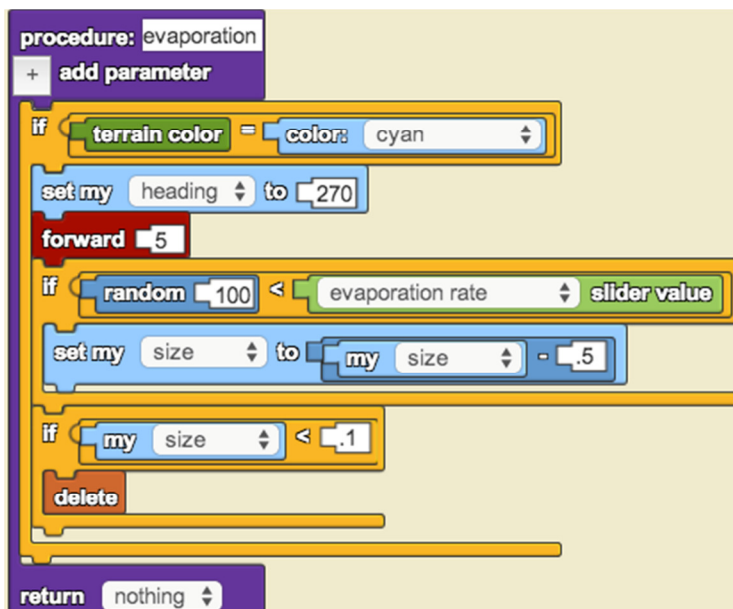 procedure: evaporation
+ add parameter
if terrain color = color: cyan
set my heading to 270
forward 5
if random 100 < evaporation rate slider value
set my size to my size - .5
if my size < .1
delete
return nothing